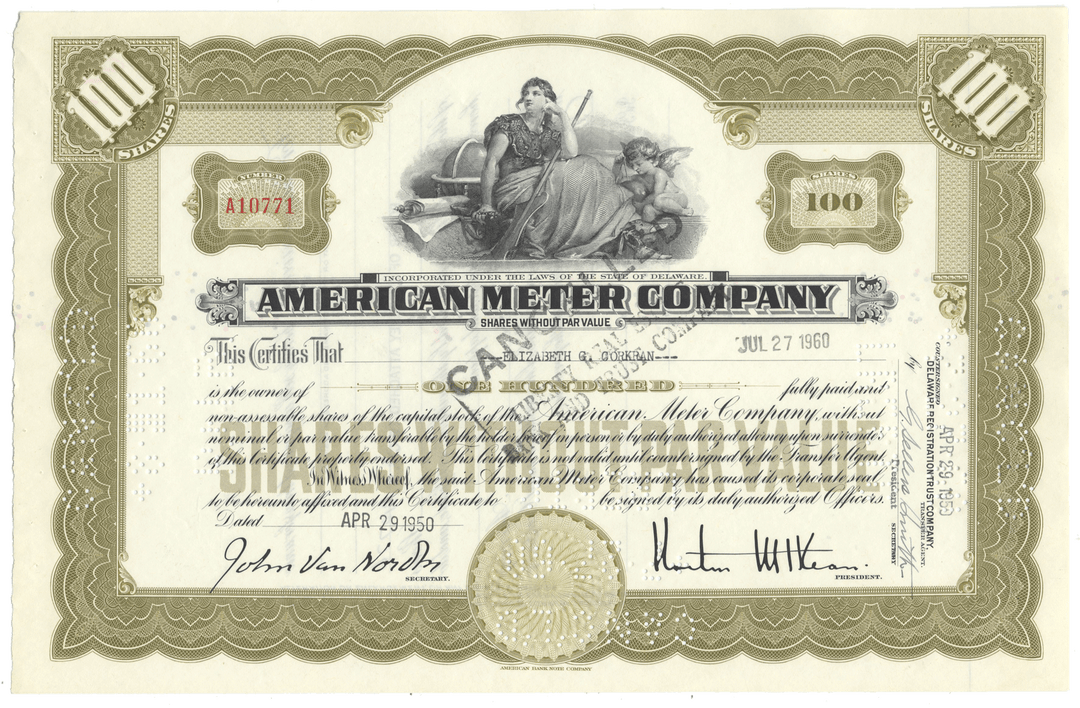 100 SHARES
100 SHARES
NUMBER
A10771
SHARES
100
INCORPORATED UNDER THE LAWS OF THE STATE OF DELAWARE.
AMERICAN METER COMPANY
SHARES WITHOUT PAR VALUE
CANCELLED
JUL 27 1960
This Certifies That ---ELIZABETH G. CORKRAN---
is the owner of ONE HUNDRED fully paid and
non-assessable shares of the capital stock of the American Meter Company, without
nominal or par value, transferable by the holder hereof in person or by duly authorized attorney upon surrender
of this certificate properly endorsed. This certificate is not valid until countersigned by the Transfer Agent.
SHARES WITHOUT PAR VALUE
In Witness Whereof, the said American Meter Company has caused its corporate seal
to be hereunto affixed and this Certificate to be signed by its duly authorized Officers.
Dated APR 29 1950
John Van Norden
SECRETARY.
PRESIDENT.
COUNTERSIGNED
DELAWARE REGISTRATION TRUST COMPANY,
TRANSFER AGENT.
APR 29 1950
by
President
SECRETARY
AMERICAN BANK NOTE COMPANY